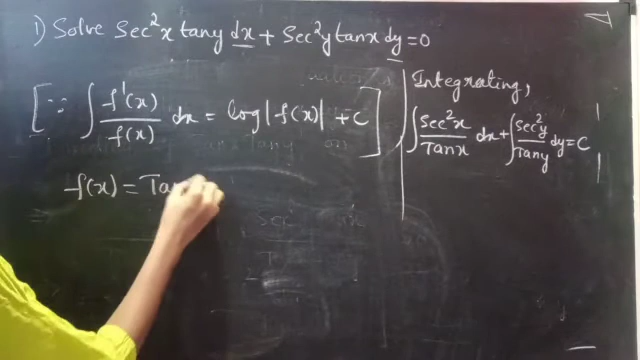 1) Solve Sec²x tany dx + Sec²y tanx dy = 0
[∵ ∫ f'(x)/f(x) dx = log|f(x)| + C]
f(x) = Tan
Integrating,
∫ Sec²x/Tanx dx + ∫ Sec²y/Tany dy = C